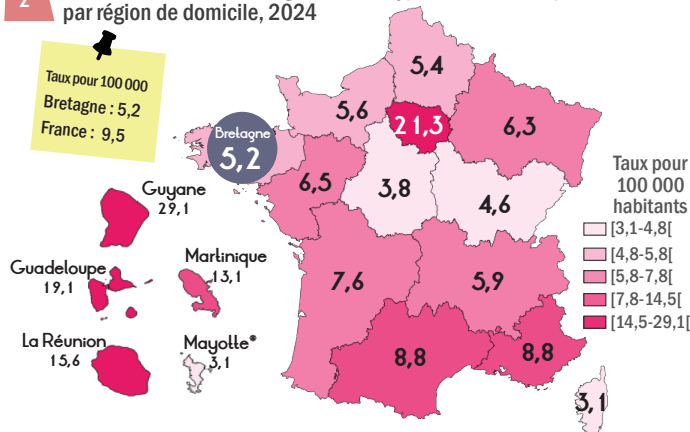 2
par région de domicile, 2024
Taux pour 100 000
Bretagne : 5,2
France : 9,5
5,4
5,6
21,3
6,3
Bretagne
5,2
6,5
3,8
4,6
Guyane
29,1
Guadeloupe
19,1
Martinique
13,1
7,6
5,9
La Réunion
15,6
Mayotte*
3,1
8,8
8,8
3,1
Taux pour
100 000
habitants
[3,1-4,8[
[4,8-5,8[
[5,8-7,8[
[7,8-14,5[
[14,5-29,1[